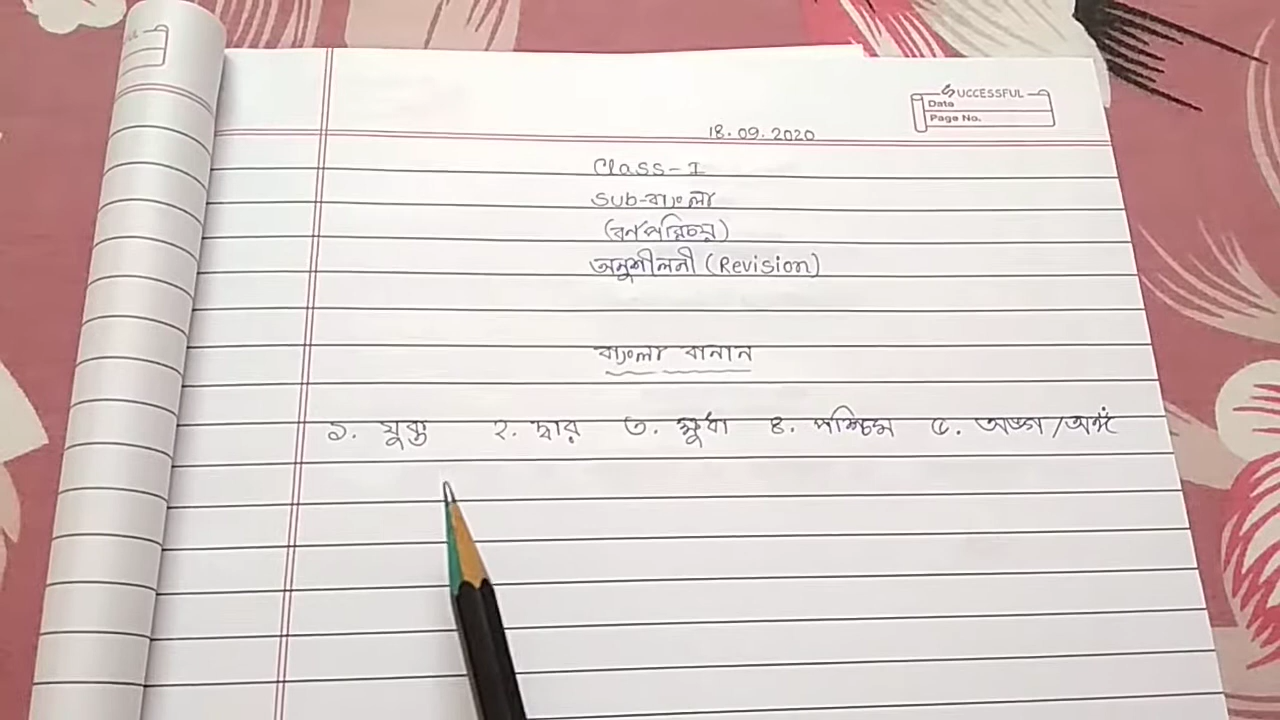 SUCCESSFUL
Date
Page No.
18.09.2020
Class-I
Sub-বাংলা
(বর্ণপরিচয়)
অনুশীলনী (Revision)
বাংলা বানান
১. যুক্ত ২. দ্বার ৩. ক্ষুধা ৪. পশ্চিম ৫. অঙ্গ/অঙ্গ